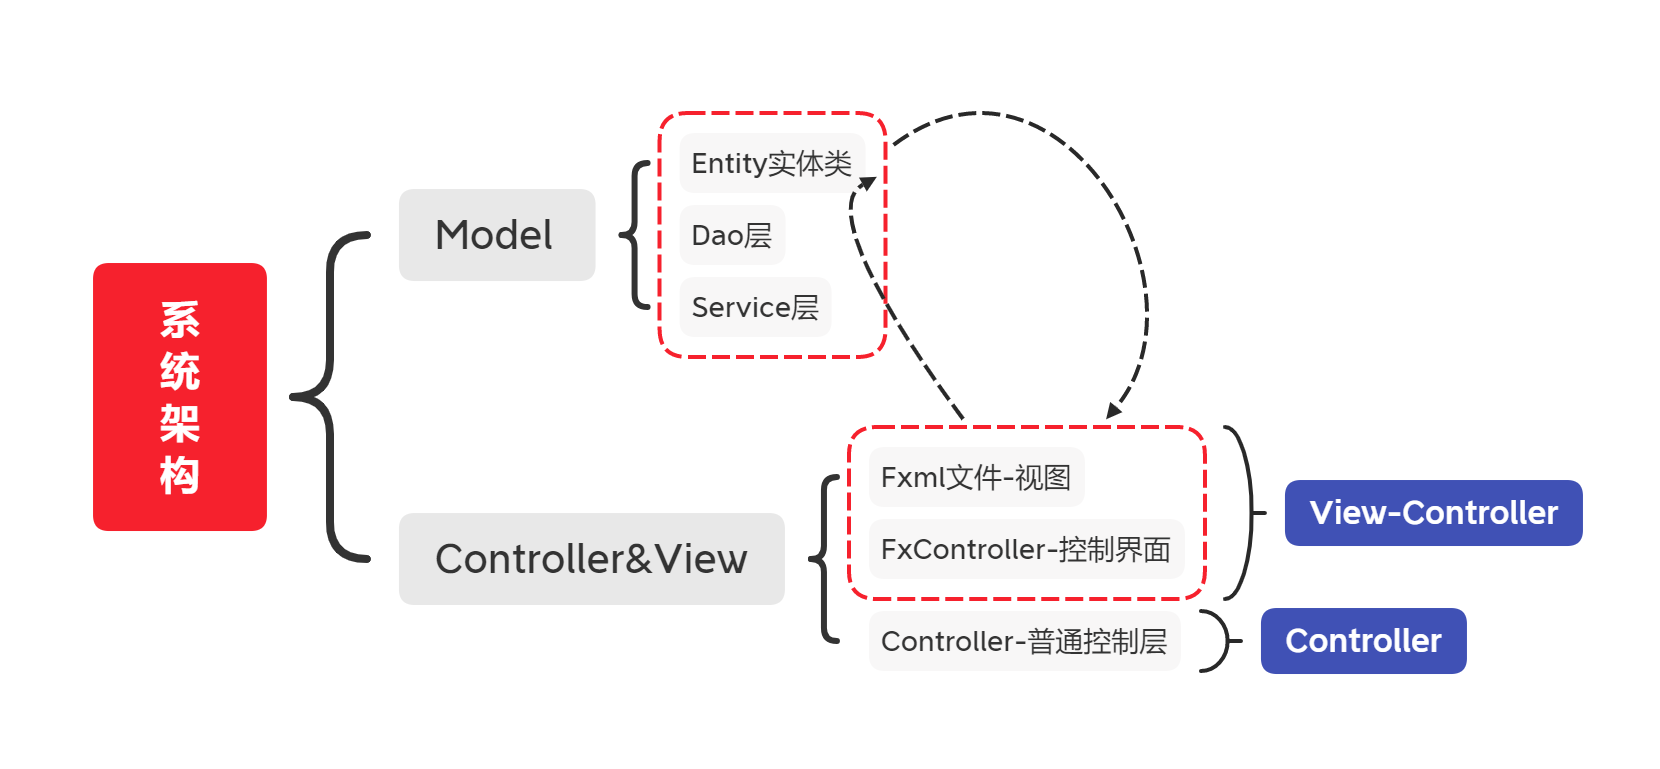 系
统
架
构
Model
Entity实体类
Dao层
Service层
Controller&View
Fxml文件-视图
FxController-控制界面
Controller-普通控制层
View-Controller
Controller